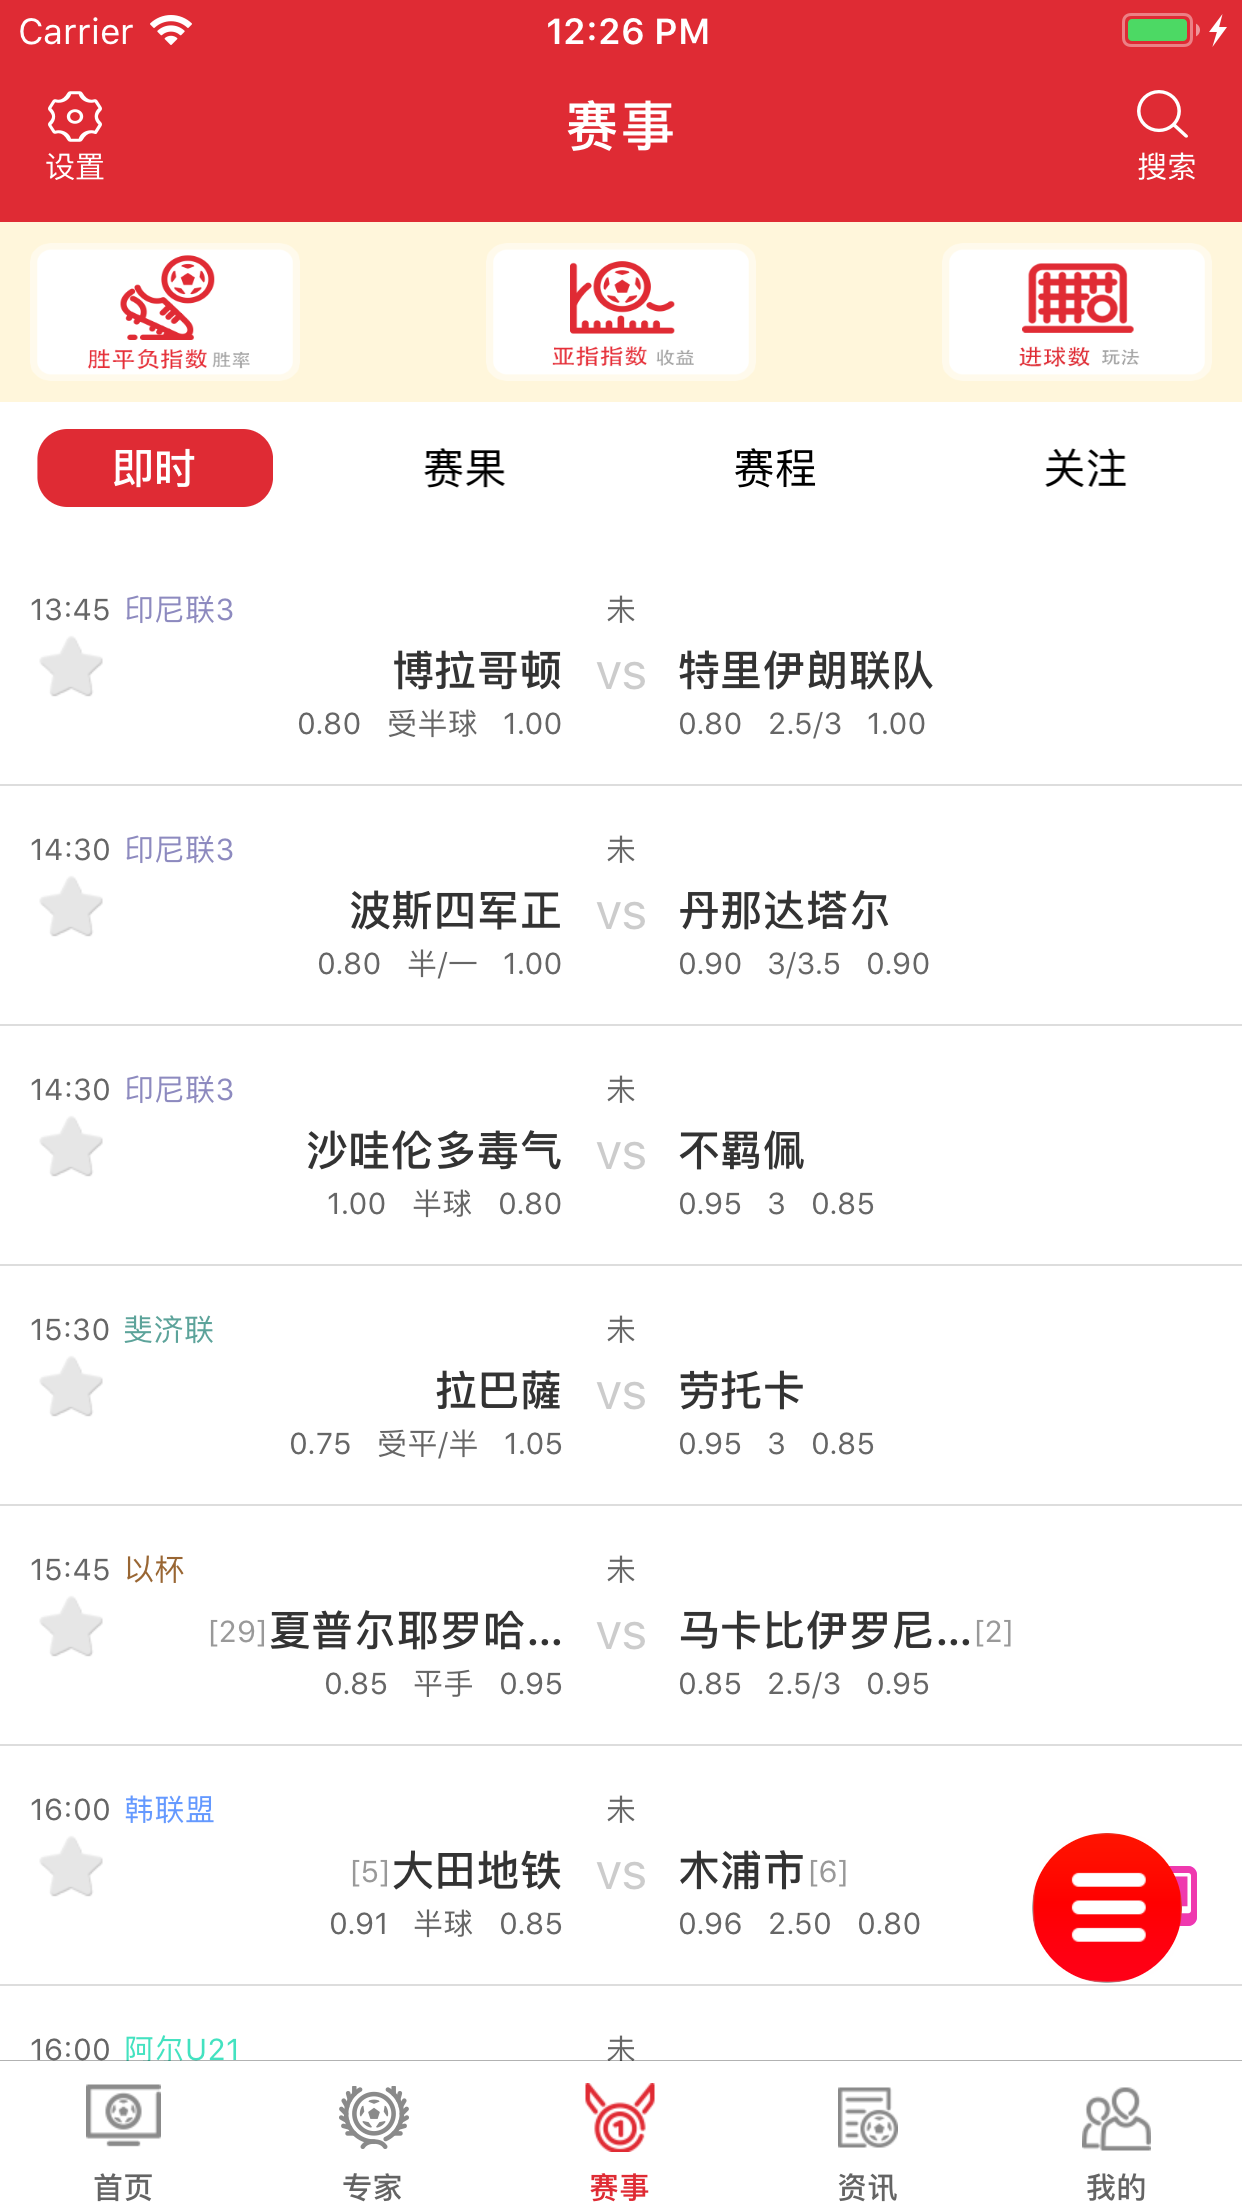 Carrier 12:26 PM
设置 赛事 搜索
胜平负指数 胜率 亚指指数 收益 进球数 玩法
即时 赛果 赛程 关注
13:45 印尼联3 未
博拉哥顿 VS 特里伊朗联队
0.80 受半球 1.00 0.80 2.5/3 1.00
14:30 印尼联3 未
波斯四军正 VS 丹那达塔尔
0.80 半/一 1.00 0.90 3/3.5 0.90
14:30 印尼联3 未
沙哇伦多毒气 VS 不羁佩
1.00 半球 0.80 0.95 3 0.85
15:30 斐济联 未
拉巴薩 VS 劳托卡
0.75 受平/半 1.05 0.95 3 0.85
15:45 以杯 未
[29]夏普尔耶罗哈... VS 马卡比伊罗尼...[2]
0.85 平手 0.95 0.85 2.5/3 0.95
16:00 韩联盟 未
[5]大田地铁 VS 木浦市[6]
0.91 半球 0.85 0.96 2.50 0.80
16:00 阿尔U21 未
首页 专家 赛事 资讯 我的